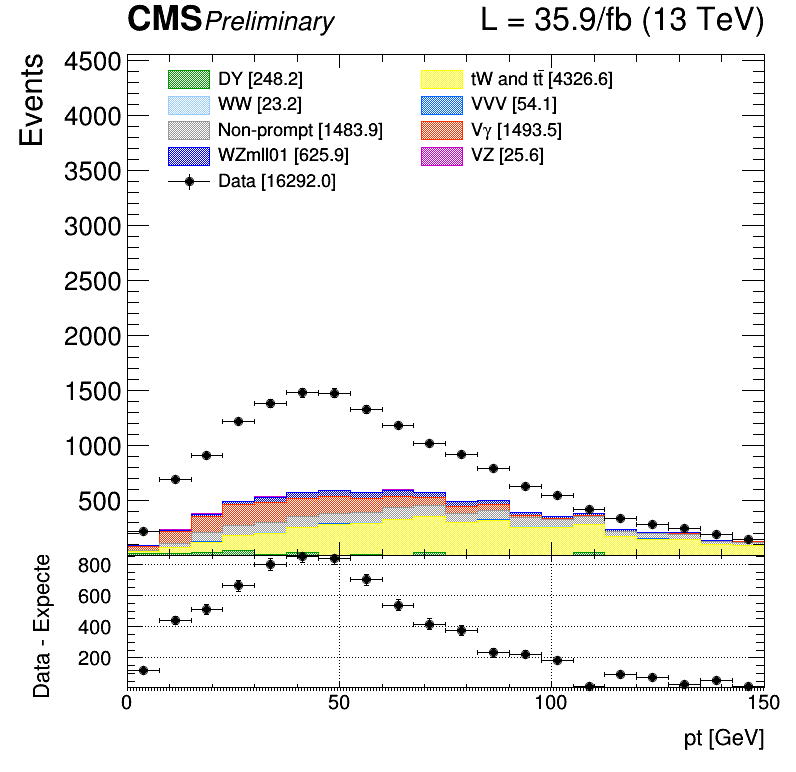 CMS Preliminary L = 35.9/fb (13 TeV)
Events
4500
4000
3500
3000
2500
2000
1500
1000
500
DY [248.2]
WW [23.2]
Non-prompt [1483.9]
WZmll01 [625.9]
Data [16292.0]
tW and tt̄ [4326.6]
VVV [54.1]
Vγ [1493.5]
VZ [25.6]
Data - Expecte
800
600
400
200
0 50 100 150
pt [GeV]